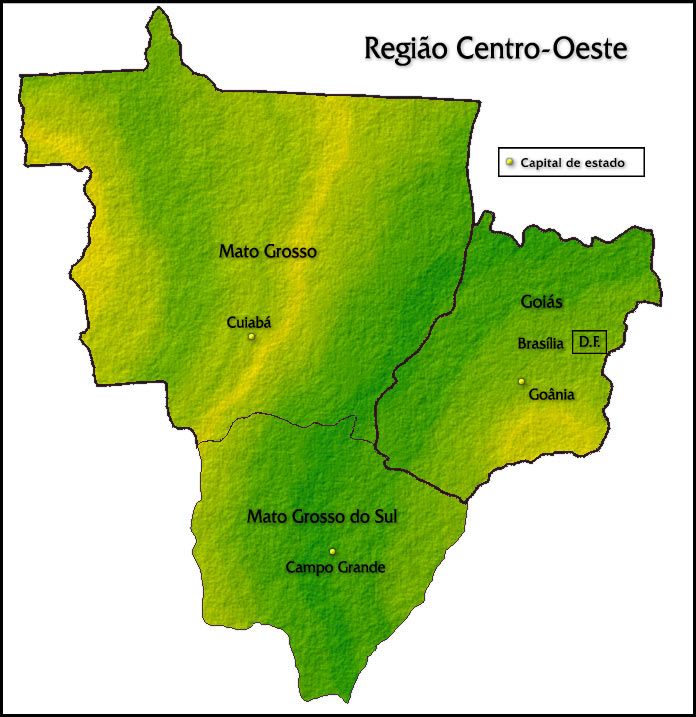 Região Centro-Oeste
Capital de estado
Mato Grosso
Goiás
Cuiabá
Brasília D.F.
Goânia
Mato Grosso do Sul
Campo Grande